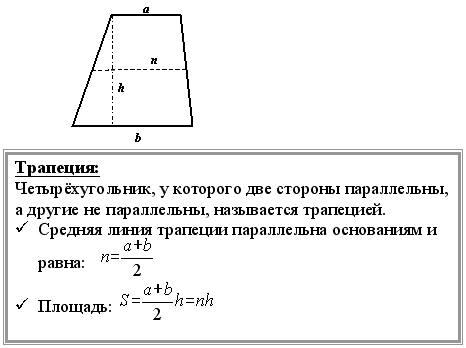 a
n
h
b
Трапеция:
Четырёхугольник, у которого две стороны параллельны,
а другие не параллельны, называется трапецией.
✓ Средняя линия трапеции параллельна основаниям и
равна: n=a+b/2
✓ Площадь: S=a+b/2 h=nh